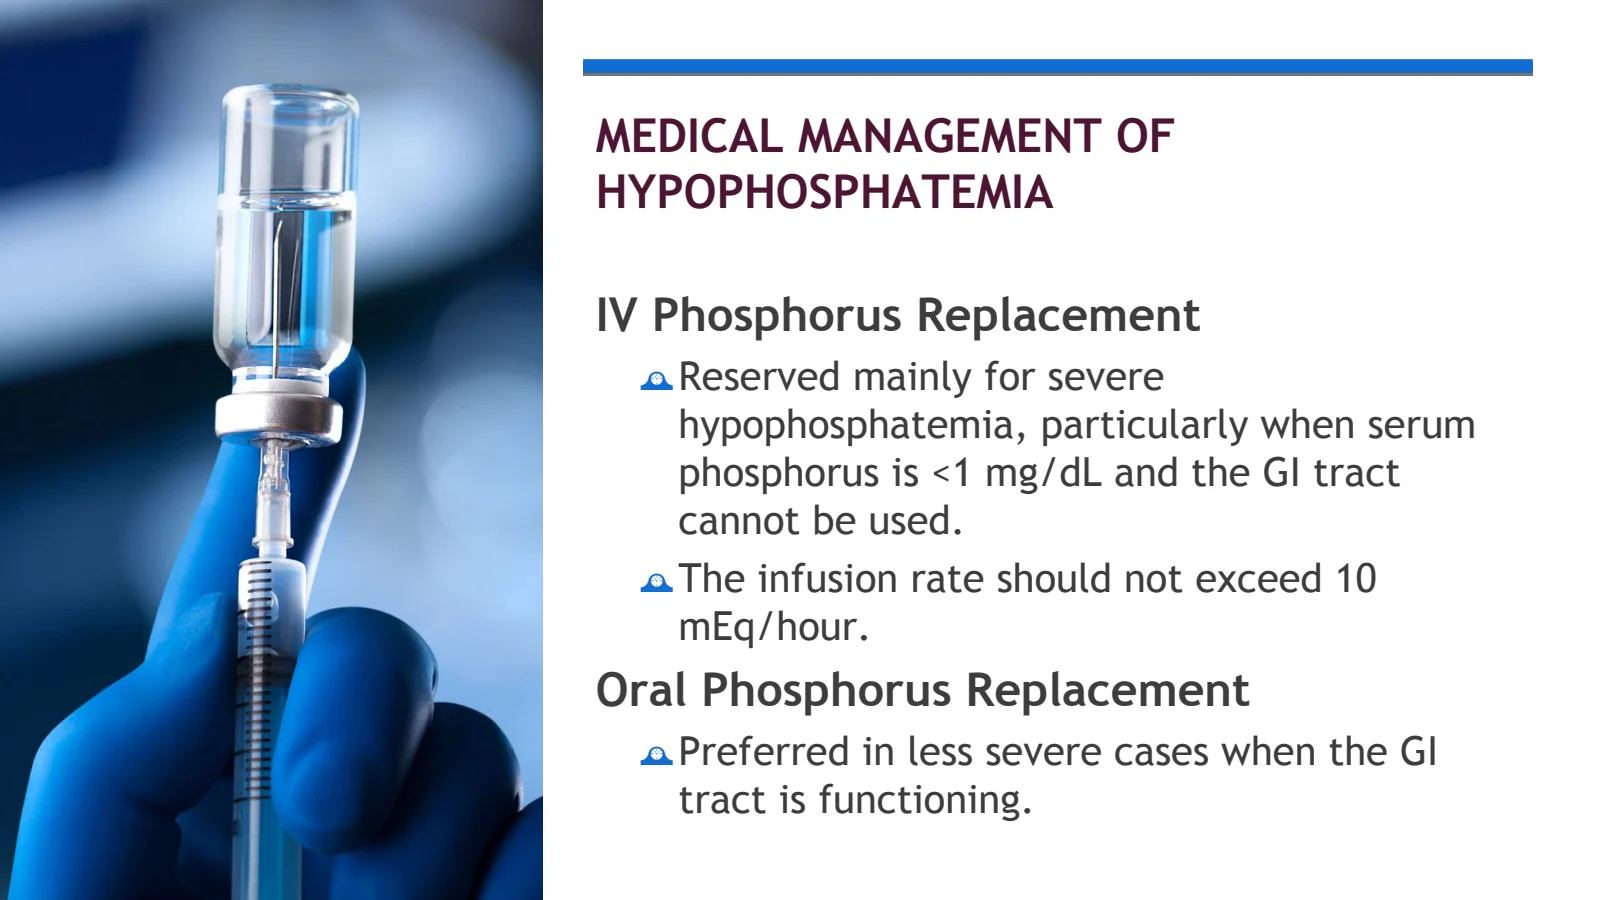 MEDICAL MANAGEMENT OF
HYPOPHOSPHATEMIA
IV Phosphorus Replacement
Reserved mainly for severe
hypophosphatemia, particularly when serum
phosphorus is <1 mg/dL and the GI tract
cannot be used.
The infusion rate should not exceed 10
mEq/hour.
Oral Phosphorus Replacement
Preferred in less severe cases when the GI
tract is functioning.